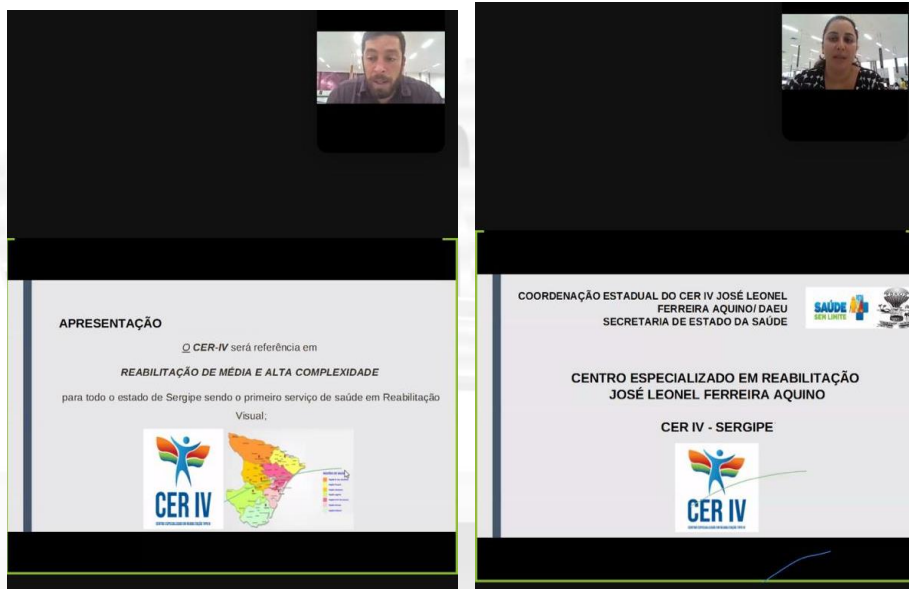 APRESENTAÇÃO
O CER-IV será referência em
REABILITAÇÃO DE MÉDIA E ALTA COMPLEXIDADE
para todo o estado de Sergipe sendo o primeiro serviço de saúde em Reabilitação
Visual;
CER IV
COORDENAÇÃO ESTADUAL DO CER IV JOSÉ LEONEL
FERREIRA AQUINO/ DAEU
SECRETARIA DE ESTADO DA SAÚDE
SAÚDE
SEM LIMITE
CENTRO ESPECIALIZADO EM REABILITAÇÃO
JOSÉ LEONEL FERREIRA AQUINO
CER IV - SERGIPE
CER IV